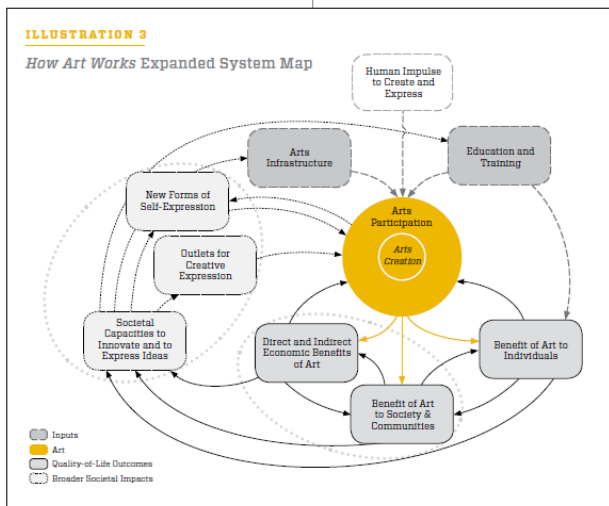 ILLUSTRATION 3
How Art Works Expanded System Map
Human Impulse
to Create and
Express
Arts
Infrastructure
Education and
Training
New Forms of
Self-Expression
Arts
Participation
Arts
Creation
Outlets for
Creative
Expression
Societal
Capacities to
Innovate and to
Express Ideas
Direct and Indirect
Economic Benefits
of Art
Benefit of Art to
Individuals
Benefit of Art
to Society &
Communities
Inputs
Art
Quality-of-Life Outcomes
Broader Societal Impacts